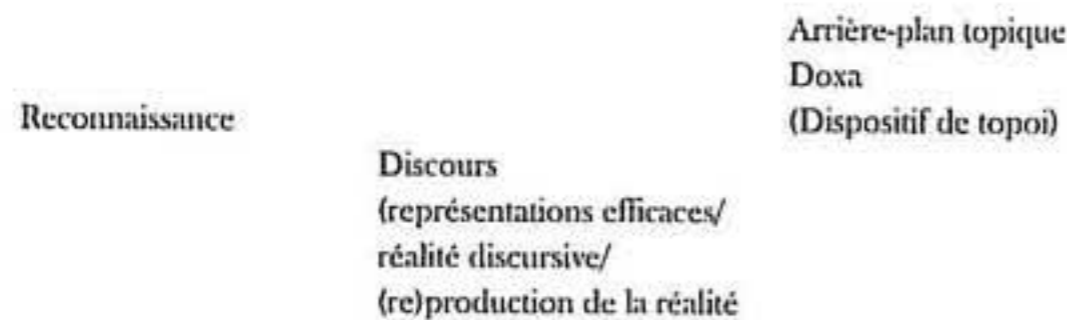 Arrière-plan topique
Doxa
Reconnaissance
(Dispositif de topoi)
Discours
(représentations efficaces/
réalité discursive/
(re)production de la réalité